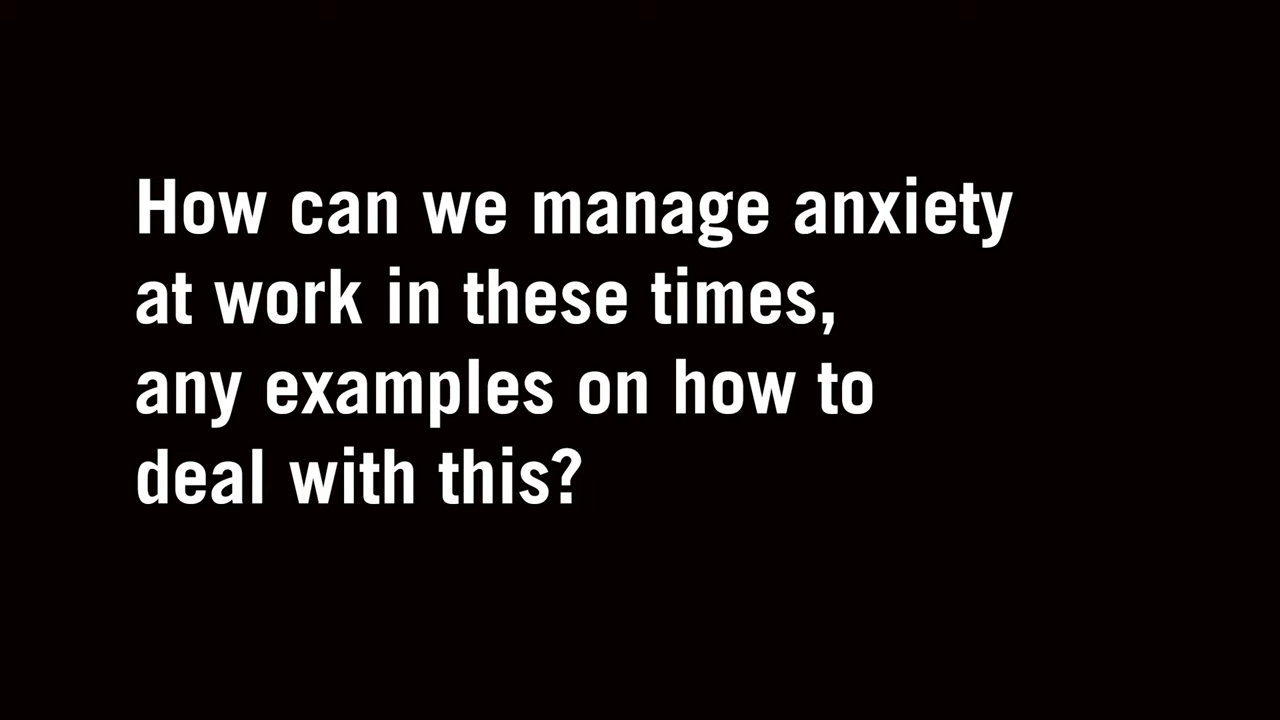 How can we manage anxiety
at work in these times,
any examples on how to
deal with this?